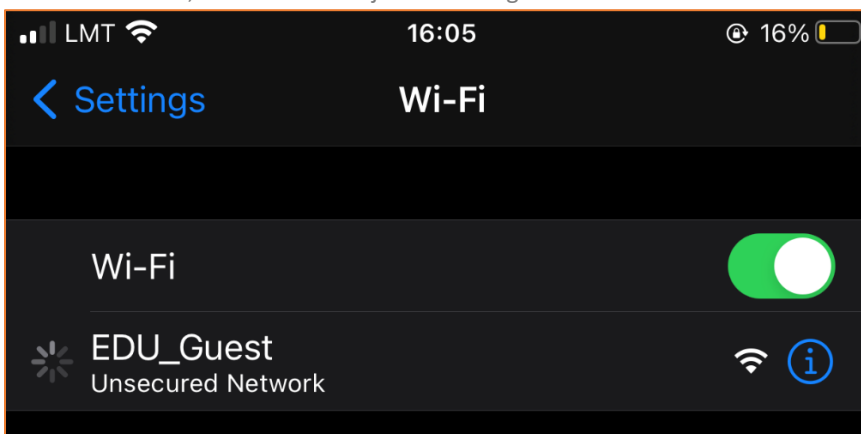 LMT 16:05 16%
Settings Wi-Fi
Wi-Fi
EDU_Guest
Unsecured Network